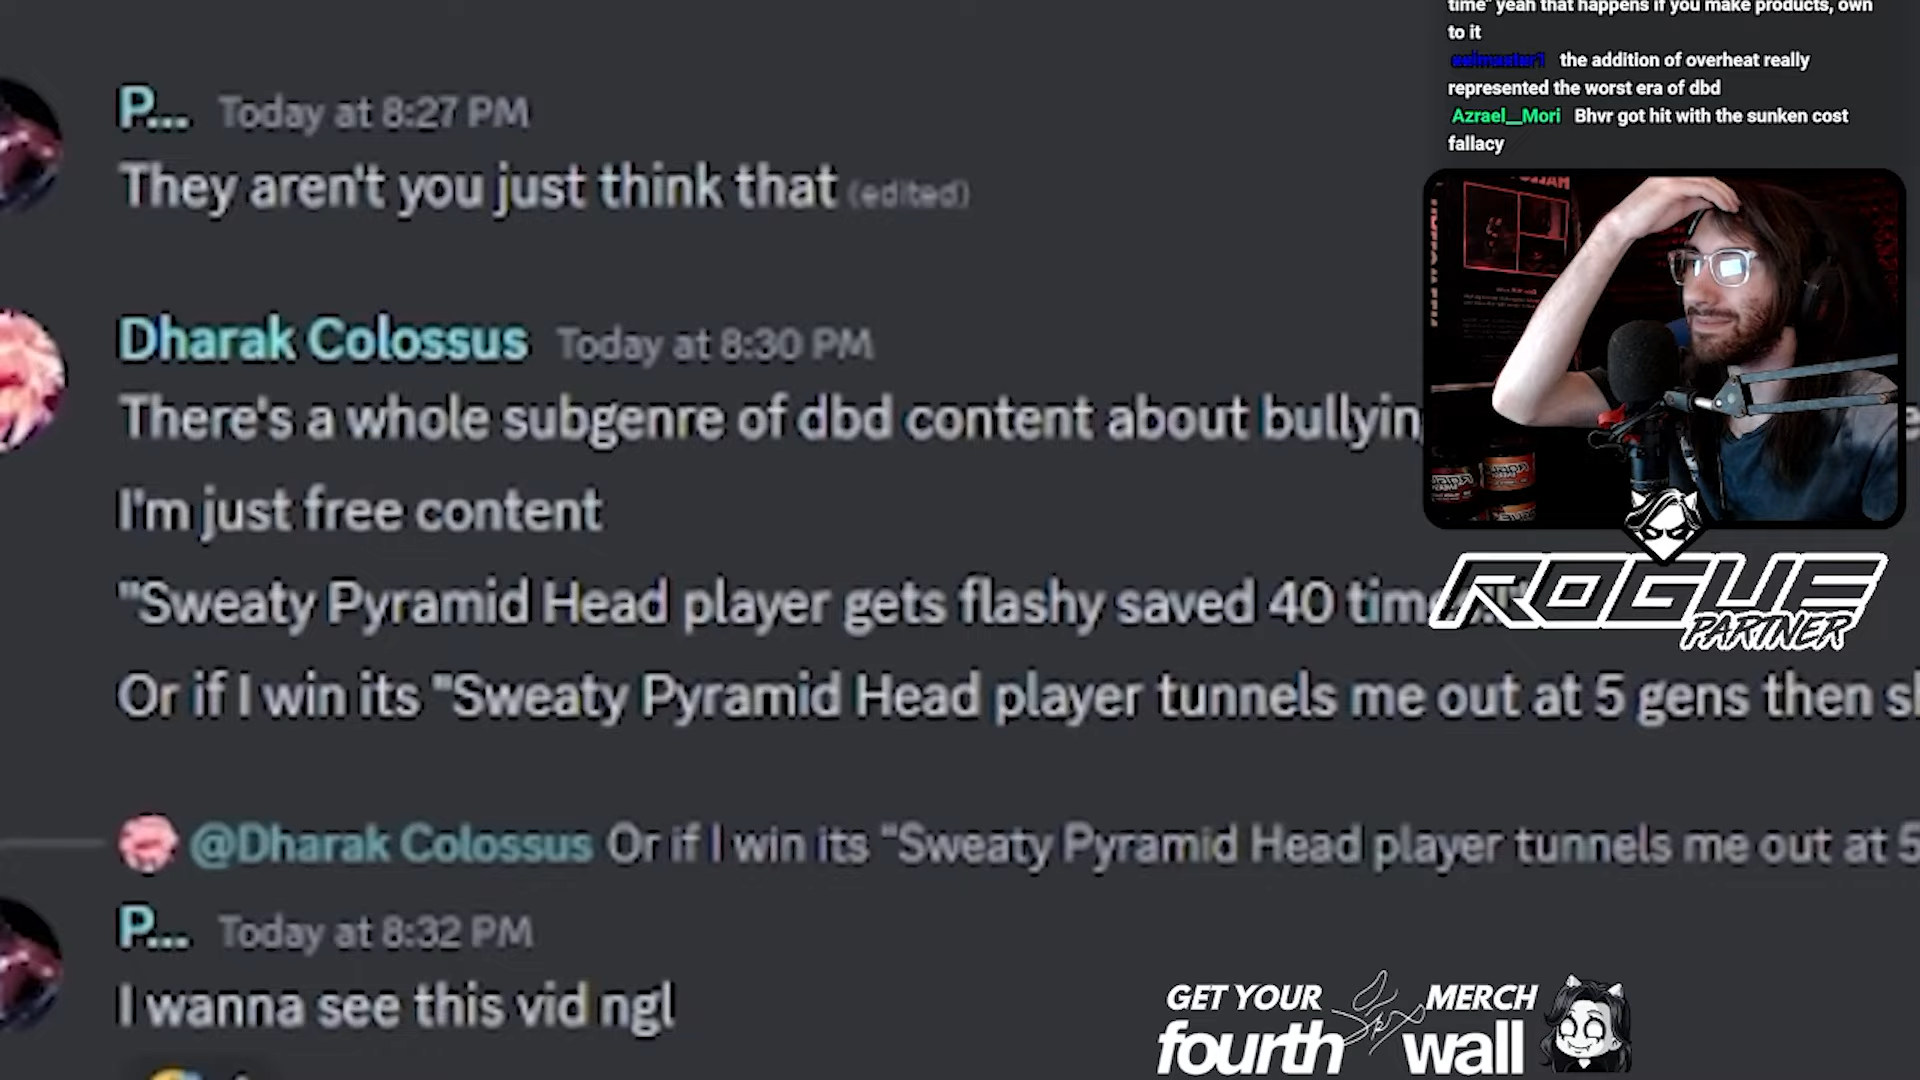 time" yeah that happens if you make products, own
to it
the addition of overheat really
represented the worst era of dbd
Azrael__Mori Bhvr got hit with the sunken cost
fallacy
P... Today at 8:27 PM
They aren't you just think that (edited)
Dharak Colossus Today at 8:30 PM
There's a whole subgenre of dbd content about bullyin
I'm just free content
"Sweaty Pyramid Head player gets flashy saved 40
Or if I win its "Sweaty Pyramid Head player tunnels me out at 5 gens then
@Dharak Colossus Or if I win its "Sweaty Pyramid Head player tunnels me out at 5
P... Today at 8:32 PM
I wanna see this vid ngl
ROGUE
PARTNER
GET YOUR MERCH
fourth wall